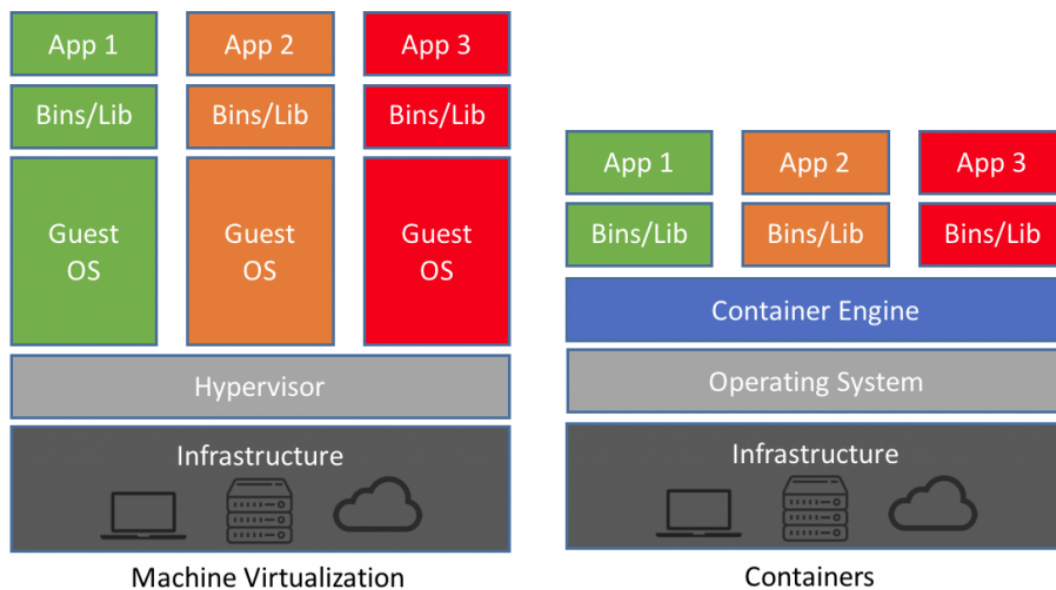 App 1
App 2
App 3
Bins/Lib
Bins/Lib
Bins/Lib
Guest
OS
Guest
OS
Guest
OS
Hypervisor
Infrastructure
Machine Virtualization
App 1
App 2
App 3
Bins/Lib
Bins/Lib
Bins/Lib
Container Engine
Operating System
Infrastructure
Containers